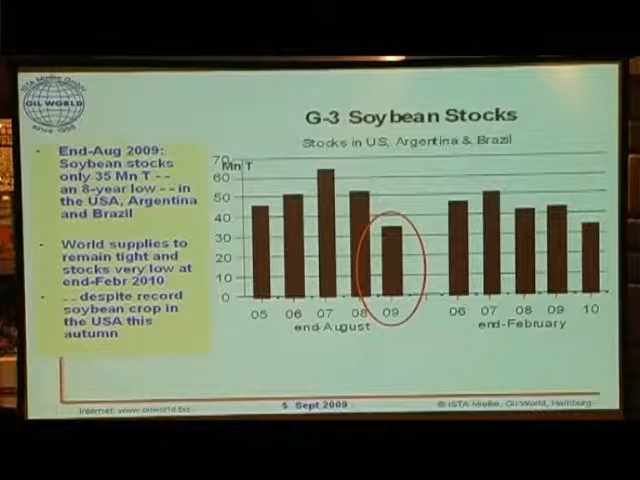 ISTA Mielke GmbH
OIL WORLD
since 1958
G-3 Soybean Stocks
Stocks in US, Argentina & Brazil
- End-Aug 2009:
Soybean stocks
only 35 Mn T - -
an 8-year low - - in
the USA, Argentina
and Brazil
- World supplies to
remain tight and
stocks very low at
end-Febr 2010
- - - despite record
soybean crop in
the USA this
autumn
Mn T
70
60
50
40
30
20
10
0
05 06 07 08 09 06 07 08 09 10
end-August end-February
Internet: www.oilworld.biz
5 Sept 2009
© ISTA Mielke, Oil World, Hamburg